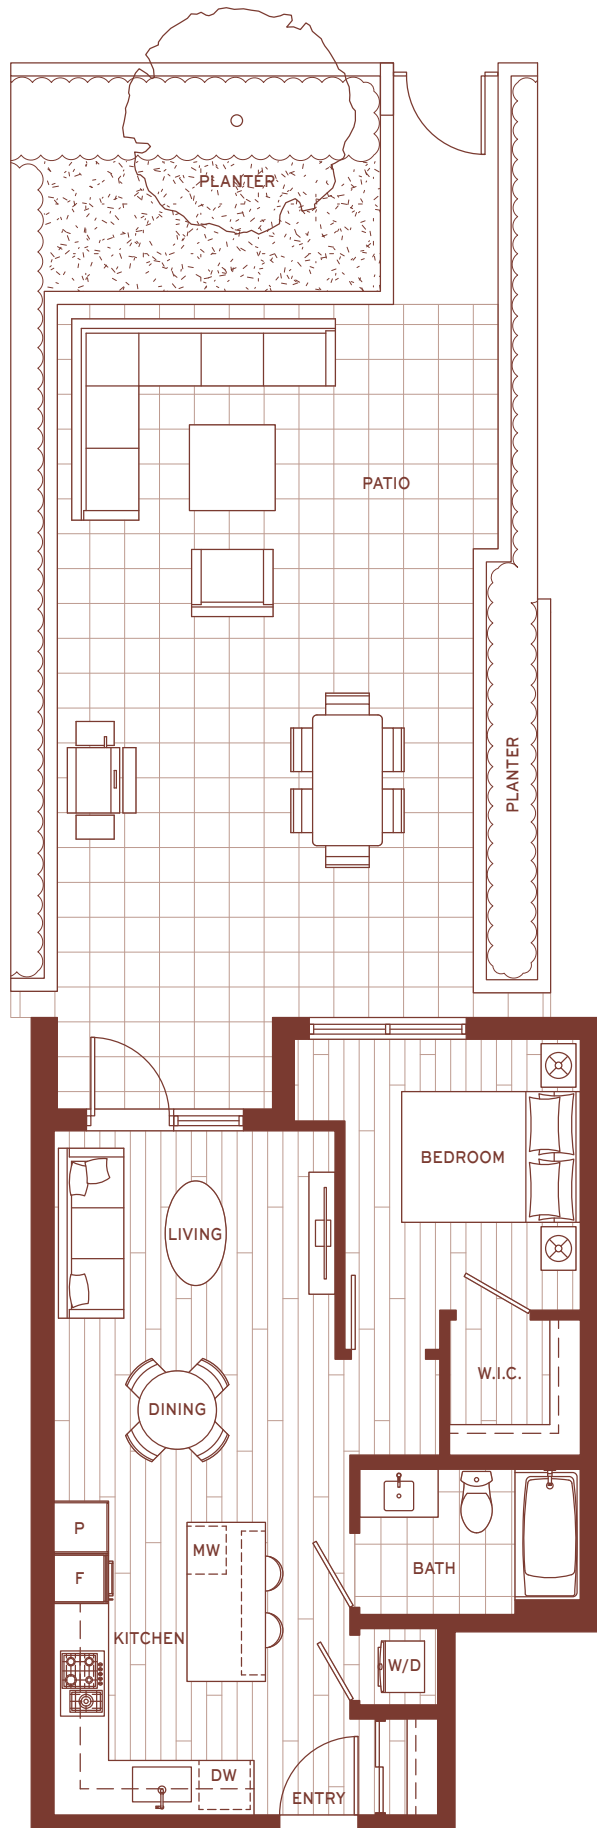 PLANTER
PATIO
PLANTER
BEDROOM
LIVING
W.I.C.
DINING
P
F
MW
BATH
KITCHEN
W/D
DW
ENTRY